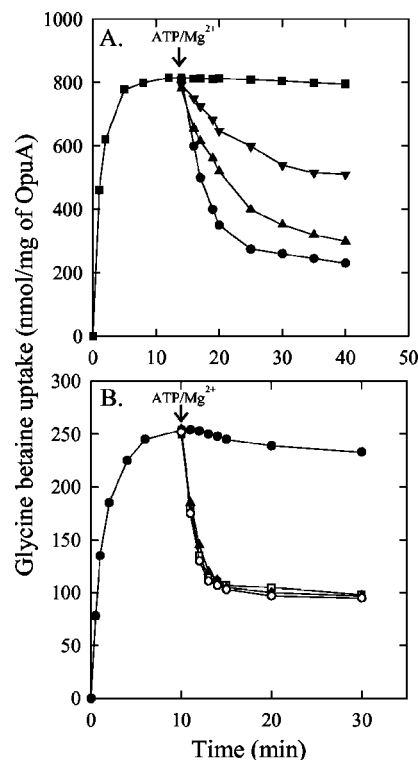 A.
ATP/Mg2+
1000
800
600
400
200
0
0 10 20 30 40 50
B.
ATP/Mg2+
300
250
200
150
100
50
0
0 10 20 30
Time (min)
Glycine betaine uptake (nmol/mg of OpuA)